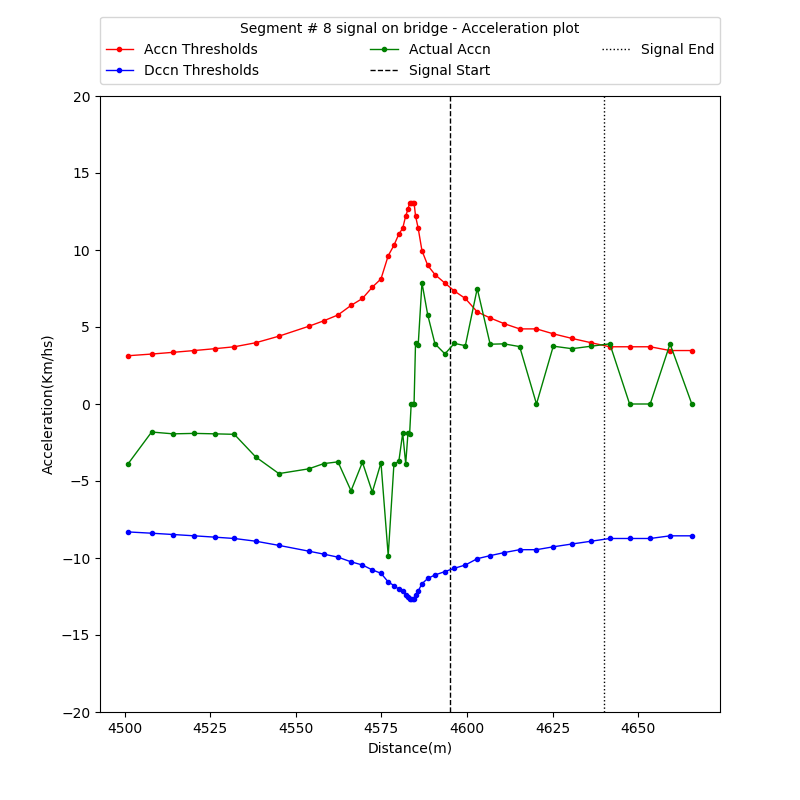 Segment # 8 signal on bridge - Acceleration plot
Accn Thresholds
Dccn Thresholds
Actual Accn
Signal Start
Signal End
20
15
10
5
0
−5
−10
−15
−20
Acceleration(Km/hs)
4500 4525 4550 4575 4600 4625 4650
Distance(m)